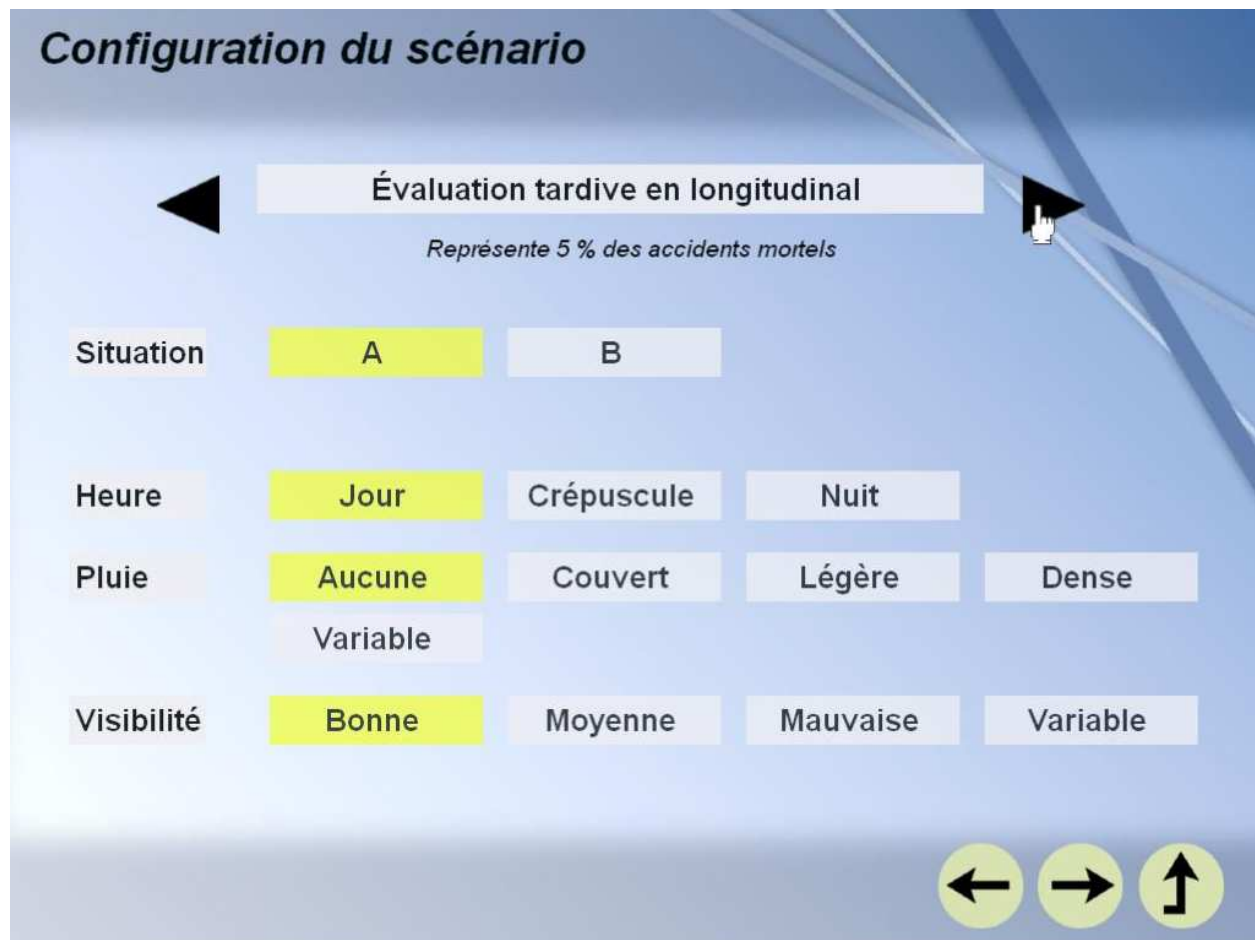 Configuration du scénario
Évaluation tardive en longitudinal
Représente 5 % des accidents mortels
Situation A B
Heure Jour Crépuscule Nuit
Pluie Aucune Couvert Légère Dense
Variable
Visibilité Bonne Moyenne Mauvaise Variable